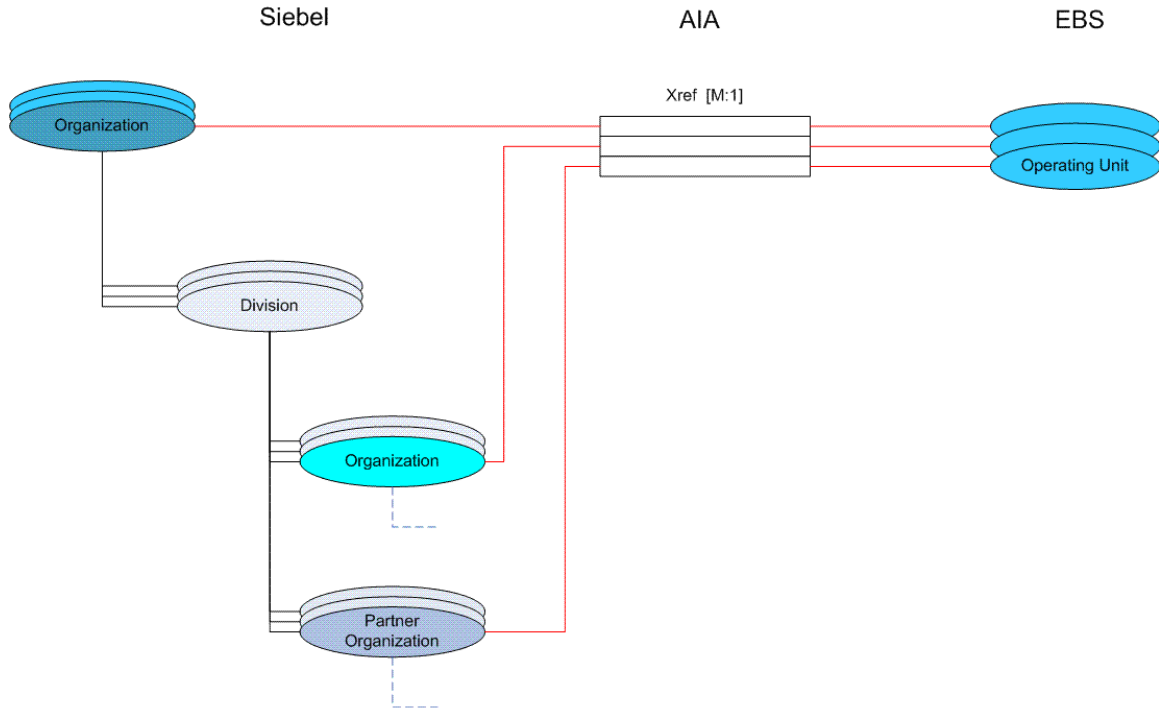 Siebel
AIA
EBS
Xref [M:1]
Organization
Operating Unit
Division
Organization
Partner
Organization